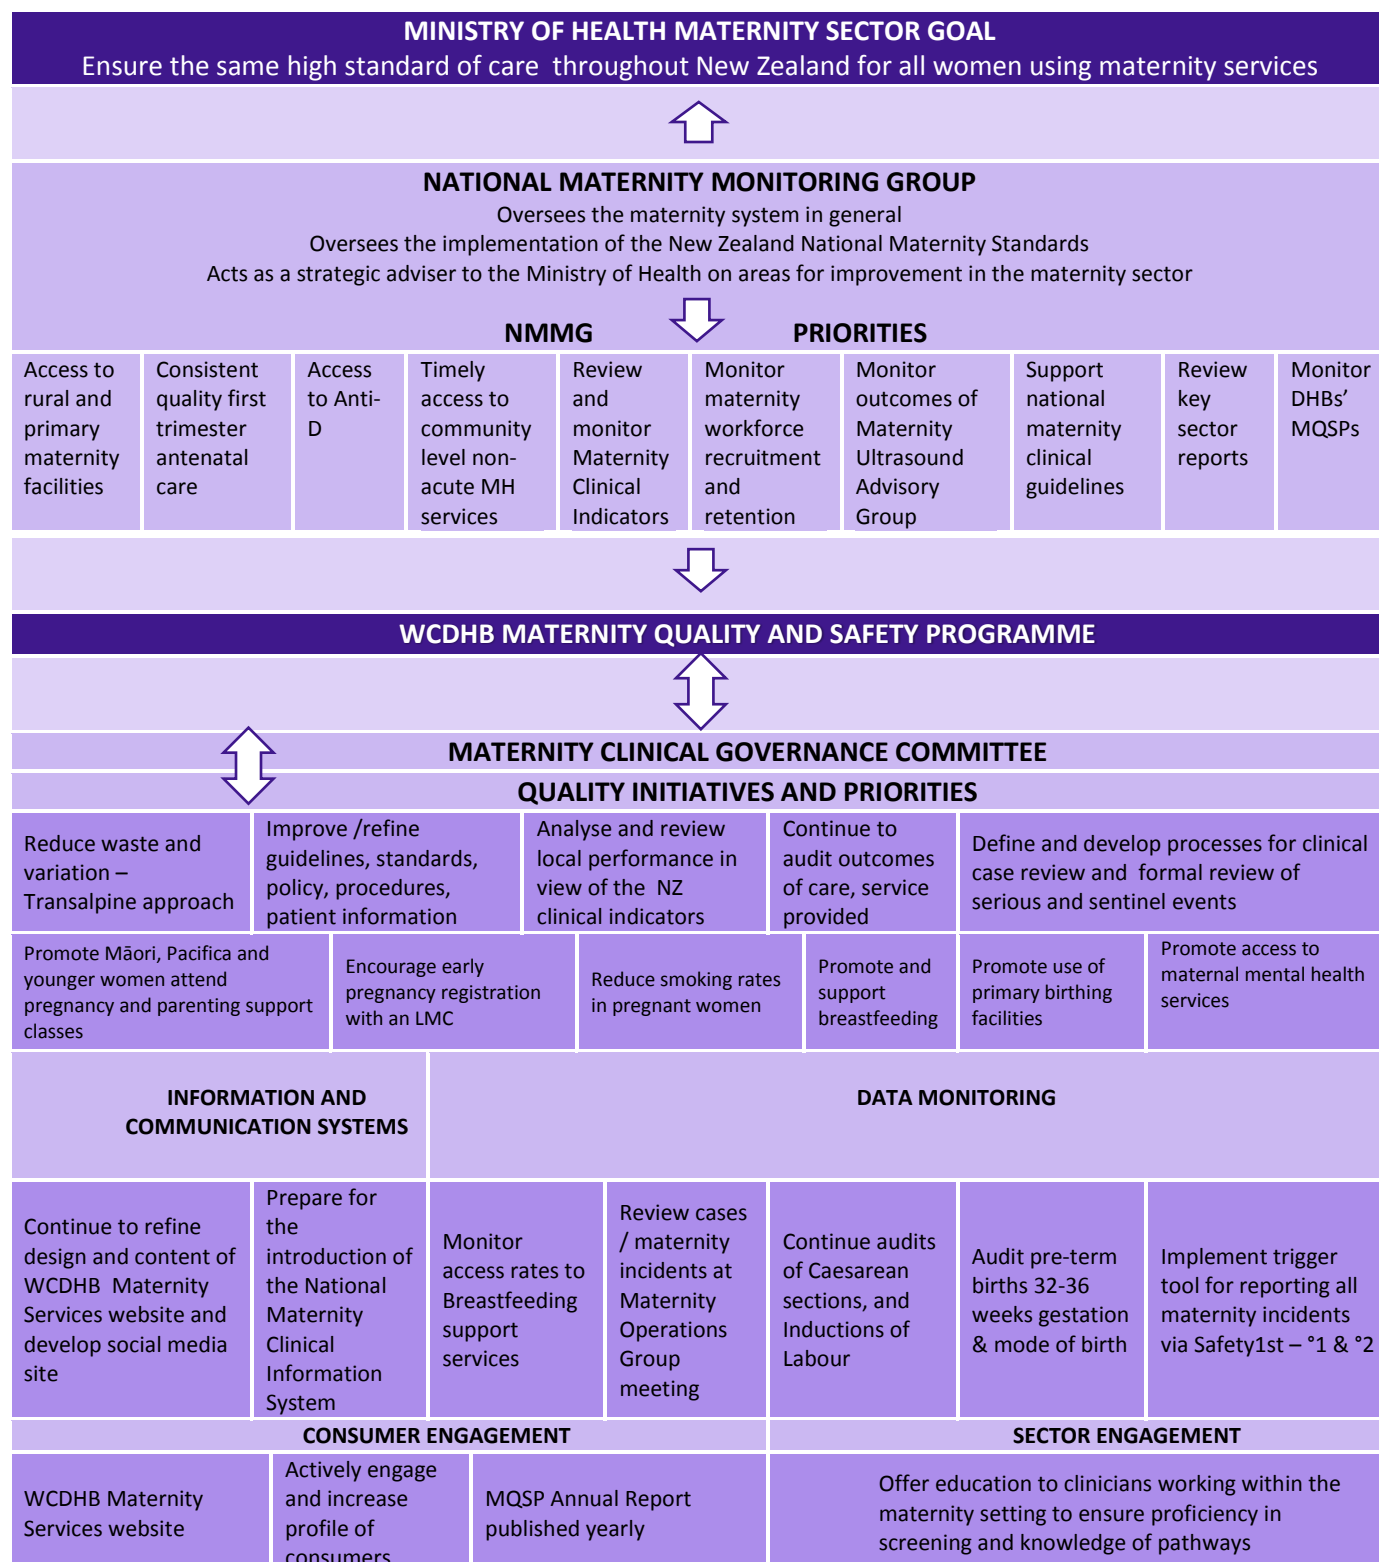 MINISTRY OF HEALTH MATERNITY SECTOR GOAL
Ensure the same high standard of care throughout New Zealand for all women using maternity services
NATIONAL MATERNITY MONITORING GROUP
Oversees the maternity system in general
Oversees the implementation of the New Zealand National Maternity Standards
Acts as a strategic adviser to the Ministry of Health on areas for improvement in the maternity sector
NMMG PRIORITIES
Access to
rural and
primary
maternity
facilities
Consistent
quality first
trimester
antenatal
care
Access
to Anti-
D
Timely
access to
community
level non-
acute MH
services
Review
and
monitor
Maternity
Clinical
Indicators
Monitor
maternity
workforce
recruitment
and
retention
Monitor
outcomes of
Maternity
Ultrasound
Advisory
Group
Support
national
maternity
clinical
guidelines
Review
key
sector
reports
Monitor
DHBs’
MQSPs
WCDHB MATERNITY QUALITY AND SAFETY PROGRAMME
MATERNITY CLINICAL GOVERNANCE COMMITTEE
QUALITY INITIATIVES AND PRIORITIES
Reduce waste and
variation –
Transalpine approach
Improve /refine
guidelines, standards,
policy, procedures,
patient information
Analyse and review
local performance in
view of the NZ
clinical indicators
Continue to
audit outcomes
of care, service
provided
Define and develop processes for clinical
case review and formal review of
serious and sentinel events
Promote Māori, Pacifica and
younger women attend
pregnancy and parenting support
classes
Encourage early
pregnancy registration
with an LMC
Reduce smoking rates
in pregnant women
Promote and
support
breastfeeding
Promote use of
primary birthing
facilities
Promote access to
maternal mental health
services
INFORMATION AND
COMMUNICATION SYSTEMS
DATA MONITORING
Continue to refine
design and content of
WCDHB Maternity
Services website and
develop social media
site
Prepare for
the
introduction of
the National
Maternity
Clinical
Information
System
Monitor
access rates to
Breastfeeding
support
services
Review cases
/ maternity
incidents at
Maternity
Operations
Group
meeting
Continue audits
of Caesarean
sections, and
Inductions of
Labour
Audit pre-term
births 32-36
weeks gestation
& mode of birth
Implement trigger
tool for reporting all
maternity incidents
via Safety1st – °1 & °2
CONSUMER ENGAGEMENT
SECTOR ENGAGEMENT
WCDHB Maternity
Services website
Actively engage
and increase
profile of
consumers
MQSP Annual Report
published yearly
Offer education to clinicians working within the
maternity setting to ensure proficiency in
screening and knowledge of pathways